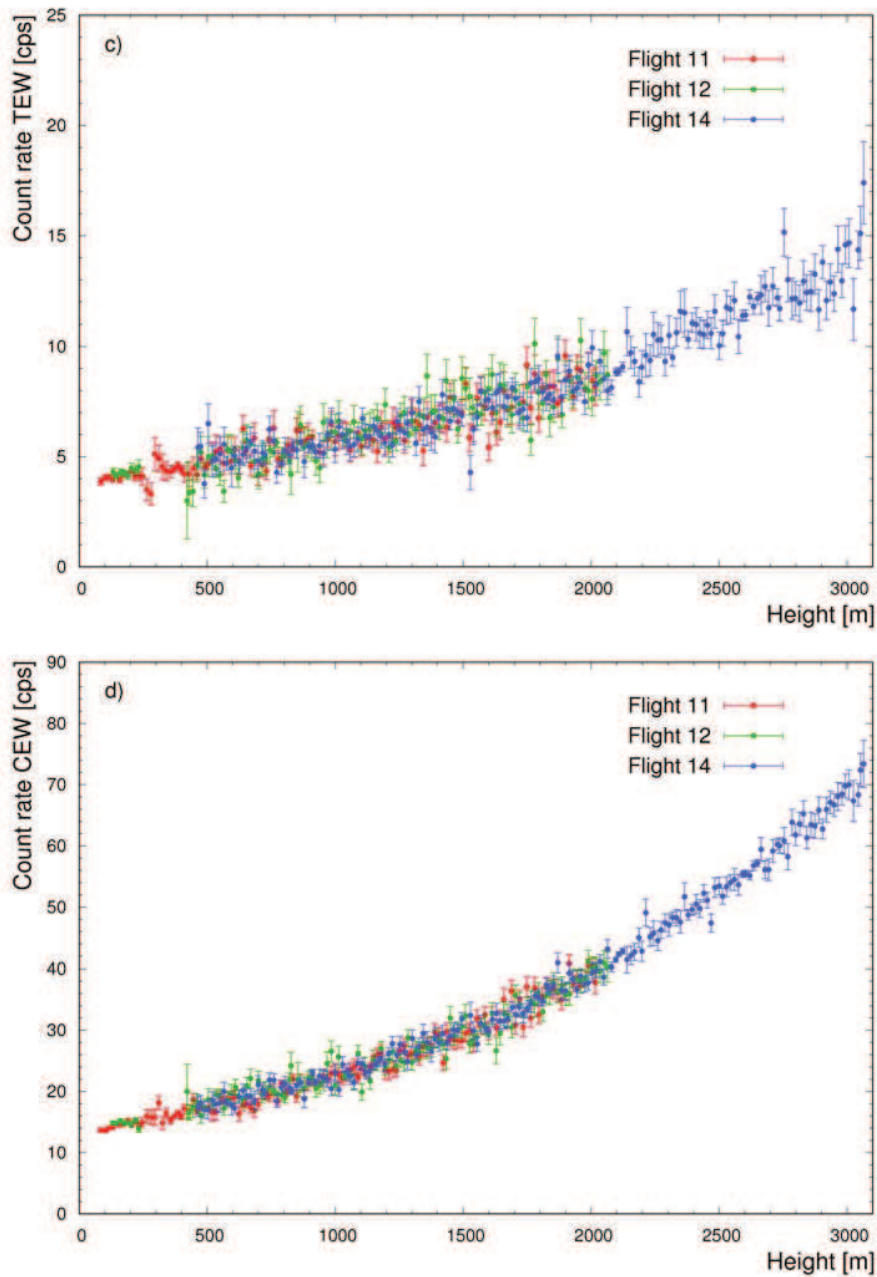 25
c)
Flight 11
Flight 12
Flight 14
20
15
10
5
0
Count rate TEW [cps]
0 500 1000 1500 2000 2500 3000
Height [m]
90
d)
Flight 11
Flight 12
Flight 14
80
70
60
50
40
30
20
10
0
Count rate CEW [cps]
0 500 1000 1500 2000 2500 3000
Height [m]